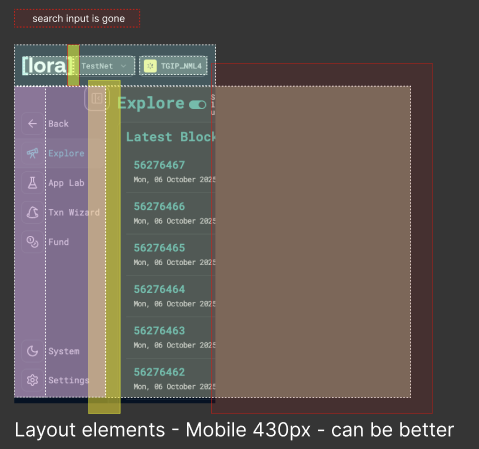 search input is gone
[lora] TestNet TGIP_NML4
Explore
Latest Block
Back
Explore
App Lab
Txn Wizard
Fund
System
Settings
56276467
Mon, 06 October 2025
56276466
Mon, 06 October 2025
56276465
Mon, 06 October 2025
56276464
Mon, 06 October 2025
56276463
Mon, 06 October 2025
56276462
Mon, 06 October 2025
Layout elements - Mobile 430px - can be better